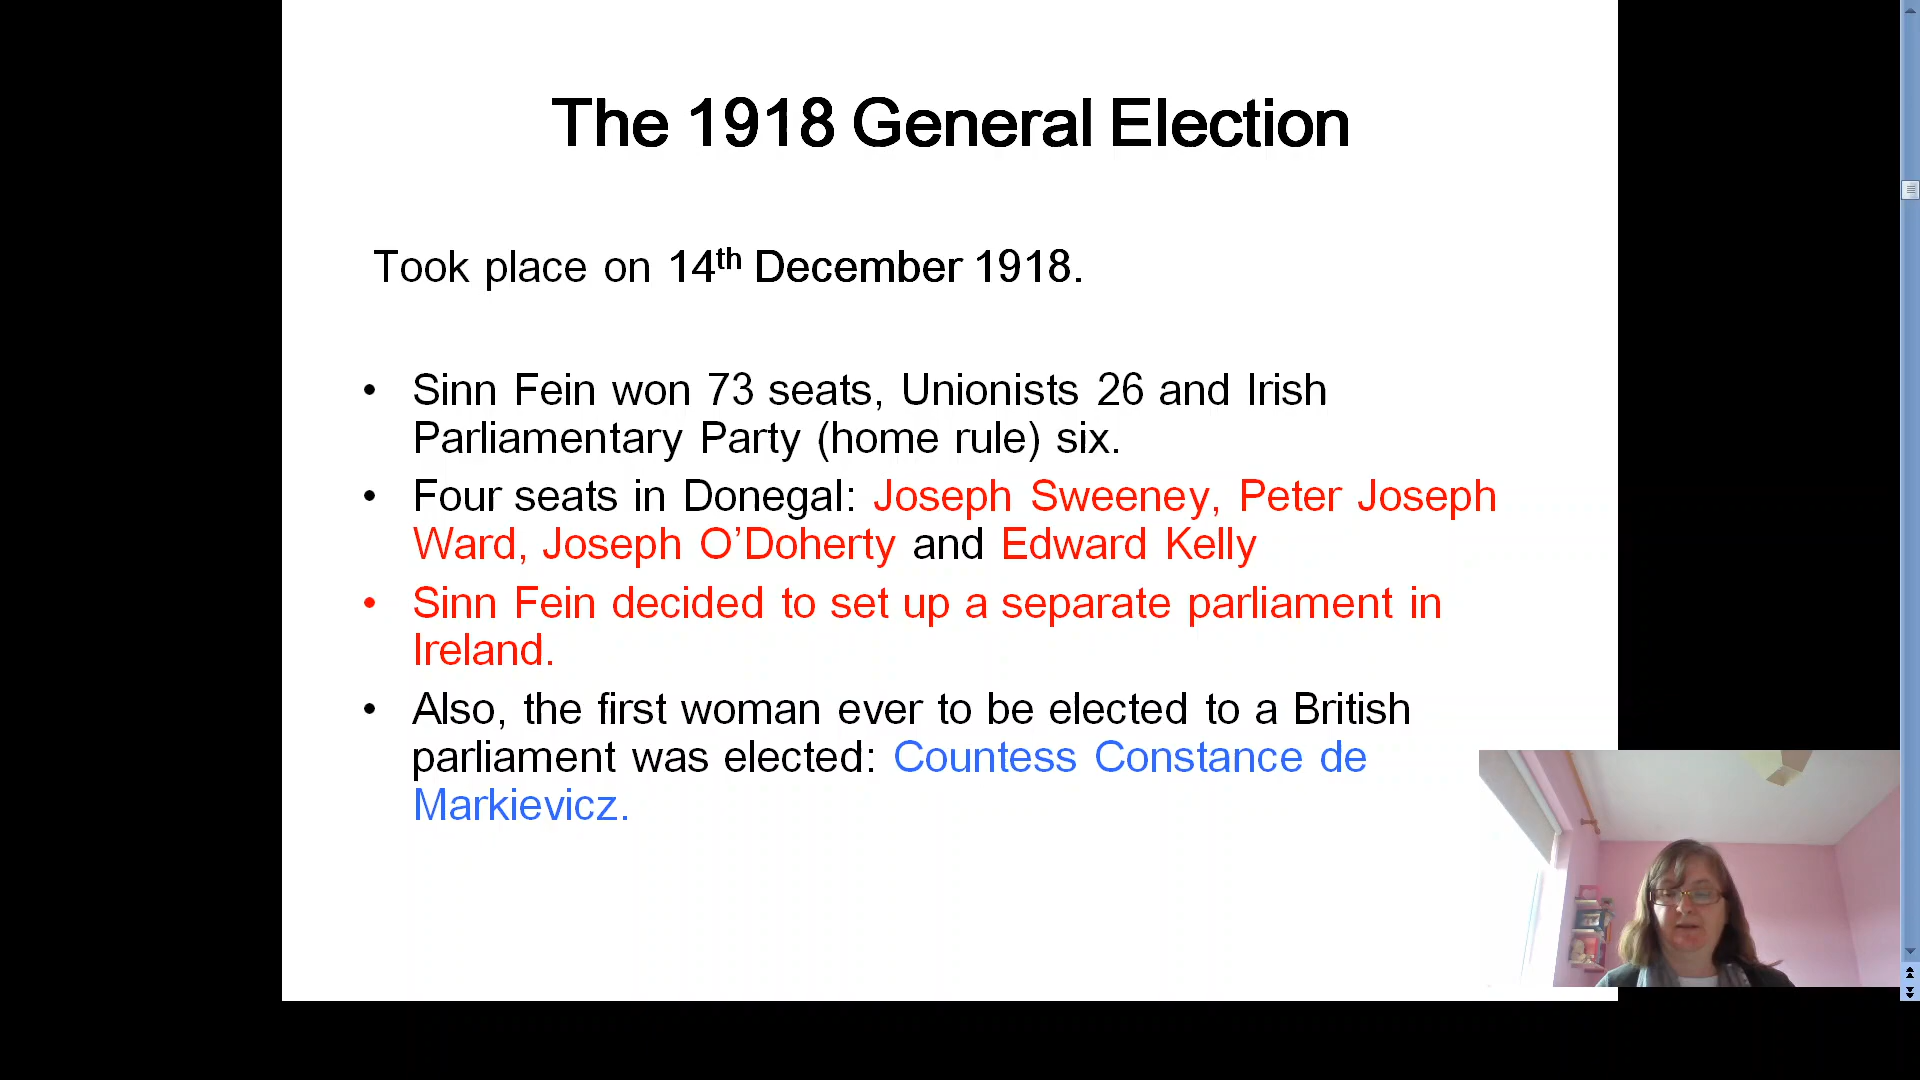 The 1918 General Election
Took place on 14th December 1918.
• Sinn Fein won 73 seats, Unionists 26 and Irish
Parliamentary Party (home rule) six.
• Four seats in Donegal: Joseph Sweeney, Peter Joseph
Ward, Joseph O’Doherty and Edward Kelly
• Sinn Fein decided to set up a separate parliament in
Ireland.
• Also, the first woman ever to be elected to a British
parliament was elected: Countess Constance de
Markievicz.